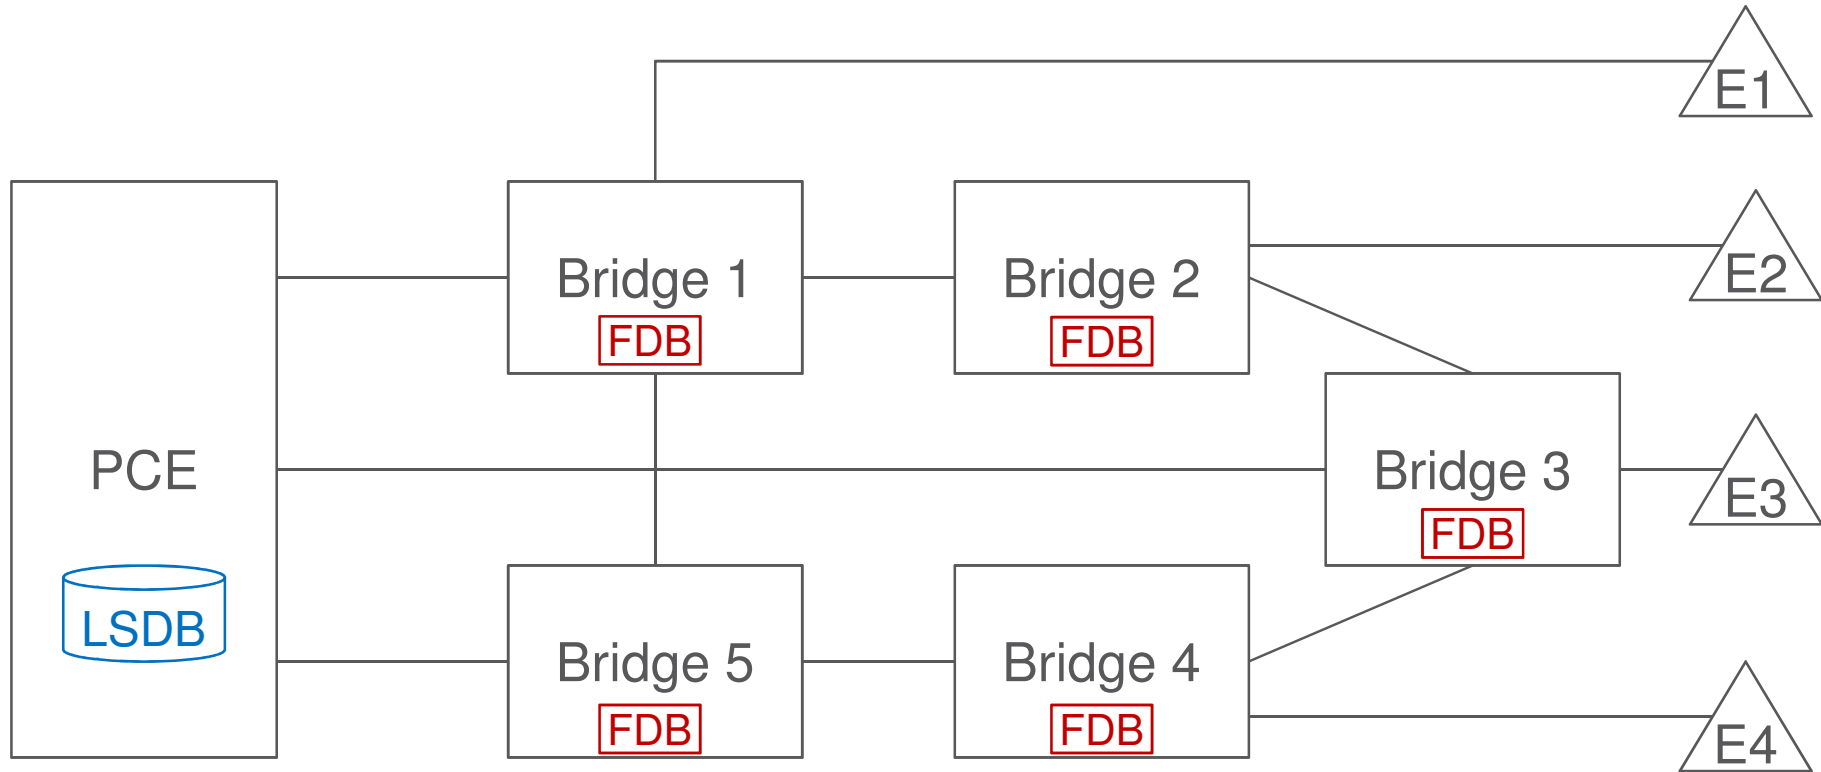 E1
Bridge 1
FDB
Bridge 2
FDB
E2
PCE
LSDB
Bridge 3
FDB
E3
Bridge 5
FDB
Bridge 4
FDB
E4